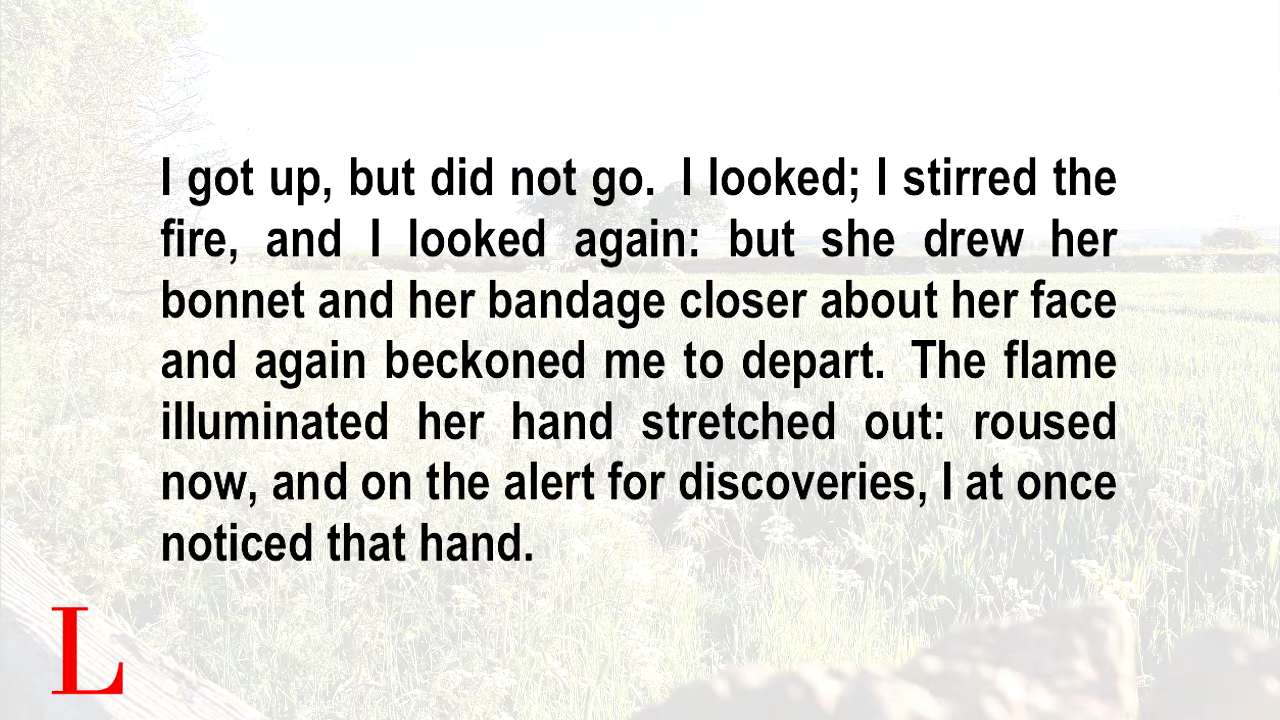 I got up, but did not go.  I looked; I stirred the
fire, and I looked again: but she drew her
bonnet and her bandage closer about her face
and again beckoned me to depart.  The flame
illuminated her hand stretched out: roused
now, and on the alert for discoveries, I at once
noticed that hand.
L